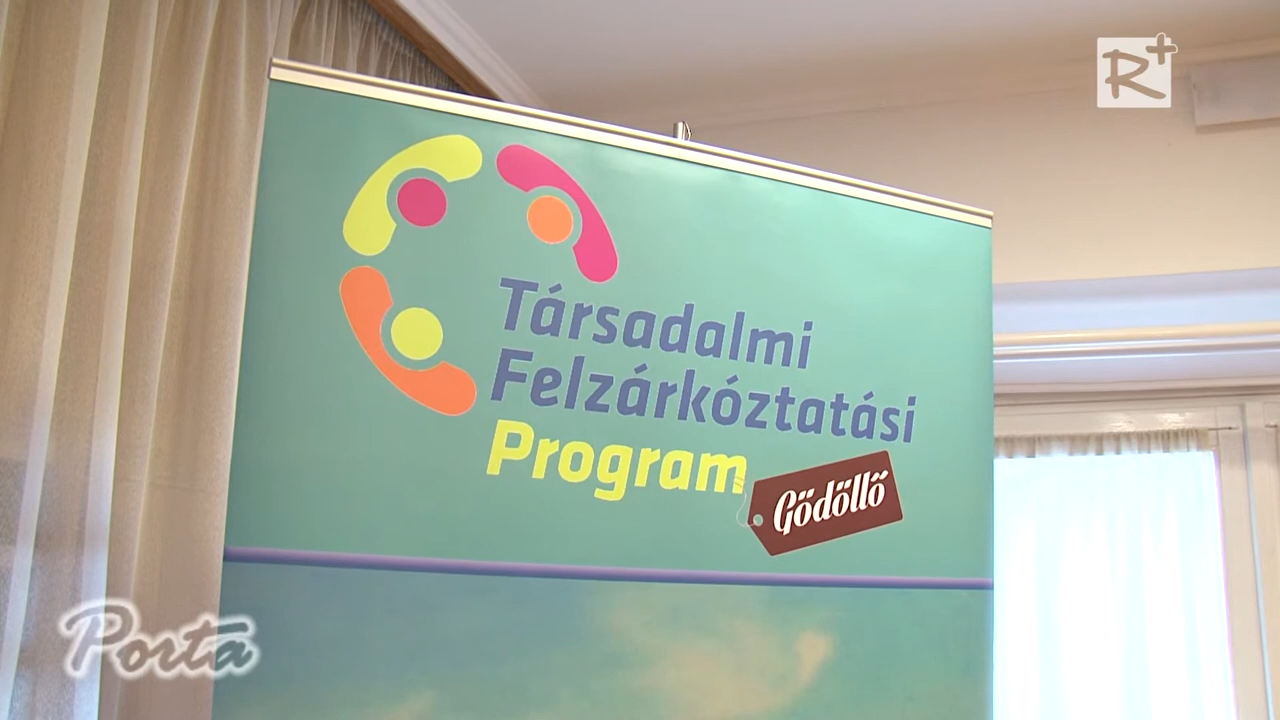 R+
Társadalmi
Felzárkóztatási
Program
Gödöllő
Porta